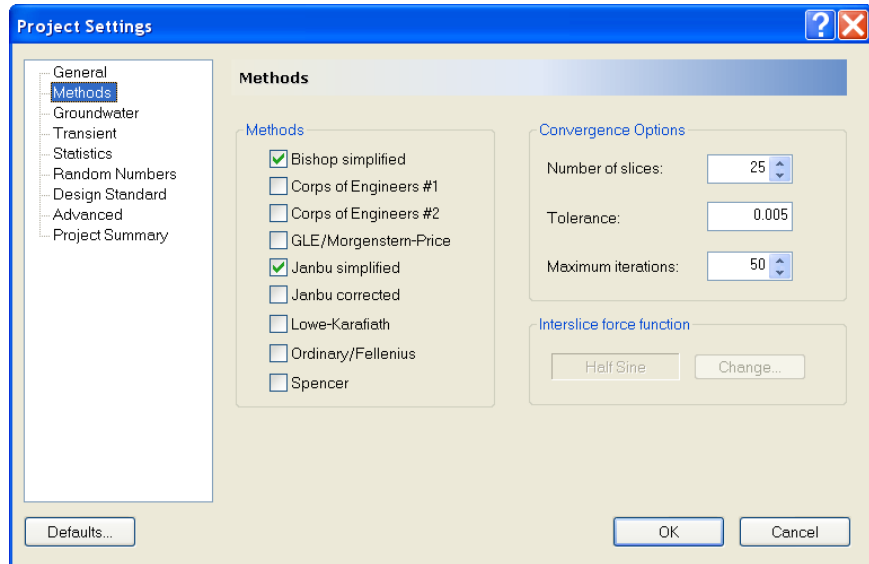 Project Settings
General
Methods
Groundwater
Transient
Statistics
Random Numbers
Design Standard
Advanced
Project Summary
Methods
Methods
Bishop simplified
Corps of Engineers #1
Corps of Engineers #2
GLE/Morgenstern-Price
Janbu simplified
Janbu corrected
Lowe-Karafiath
Ordinary/Fellenius
Spencer
Convergence Options
Number of slices: 25
Tolerance: 0.005
Maximum iterations: 50
Interslice force function
Half Sine Change...
Defaults... OK Cancel